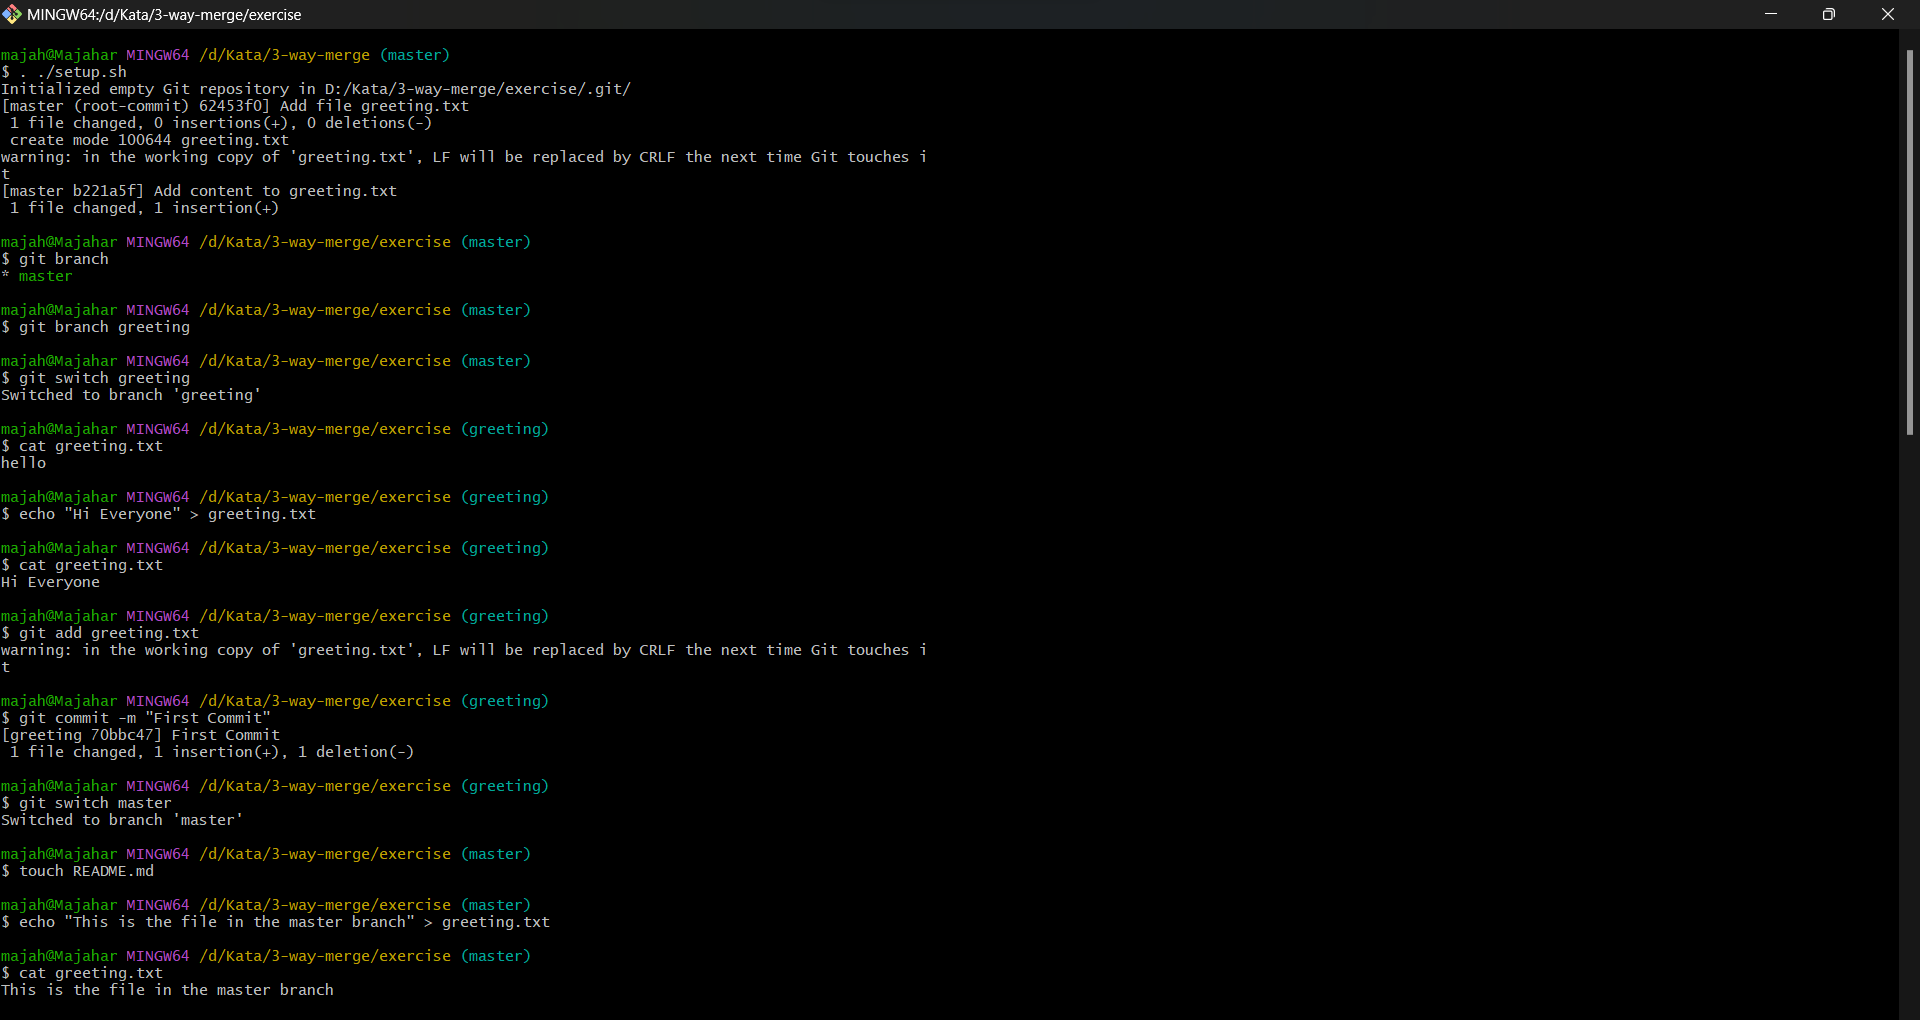 MINGW64:/d/Kata/3-way-merge/exercise
majah@Majahar MINGW64 /d/Kata/3-way-merge (master)
$ . ./setup.sh
Initialized empty Git repository in D:/Kata/3-way-merge/exercise/.git/
[master (root-commit) 62453f0] Add file greeting.txt
 1 file changed, 0 insertions(+), 0 deletions(-)
 create mode 100644 greeting.txt
warning: in the working copy of 'greeting.txt', LF will be replaced by CRLF the next time Git touches i
t
[master b221a5f] Add content to greeting.txt
 1 file changed, 1 insertion(+)
majah@Majahar MINGW64 /d/Kata/3-way-merge/exercise (master)
$ git branch
* master
majah@Majahar MINGW64 /d/Kata/3-way-merge/exercise (master)
$ git branch greeting
majah@Majahar MINGW64 /d/Kata/3-way-merge/exercise (master)
$ git switch greeting
Switched to branch 'greeting'
majah@Majahar MINGW64 /d/Kata/3-way-merge/exercise (greeting)
$ cat greeting.txt
hello
majah@Majahar MINGW64 /d/Kata/3-way-merge/exercise (greeting)
$ echo "Hi Everyone" > greeting.txt
majah@Majahar MINGW64 /d/Kata/3-way-merge/exercise (greeting)
$ cat greeting.txt
Hi Everyone
majah@Majahar MINGW64 /d/Kata/3-way-merge/exercise (greeting)
$ git add greeting.txt
warning: in the working copy of 'greeting.txt', LF will be replaced by CRLF the next time Git touches i
t
majah@Majahar MINGW64 /d/Kata/3-way-merge/exercise (greeting)
$ git commit -m "First Commit"
[greeting 70bbc47] First Commit
 1 file changed, 1 insertion(+), 1 deletion(-)
majah@Majahar MINGW64 /d/Kata/3-way-merge/exercise (greeting)
$ git switch master
Switched to branch 'master'
majah@Majahar MINGW64 /d/Kata/3-way-merge/exercise (master)
$ touch README.md
majah@Majahar MINGW64 /d/Kata/3-way-merge/exercise (master)
$ echo "This is the file in the master branch" > greeting.txt
majah@Majahar MINGW64 /d/Kata/3-way-merge/exercise (master)
$ cat greeting.txt
This is the file in the master branch